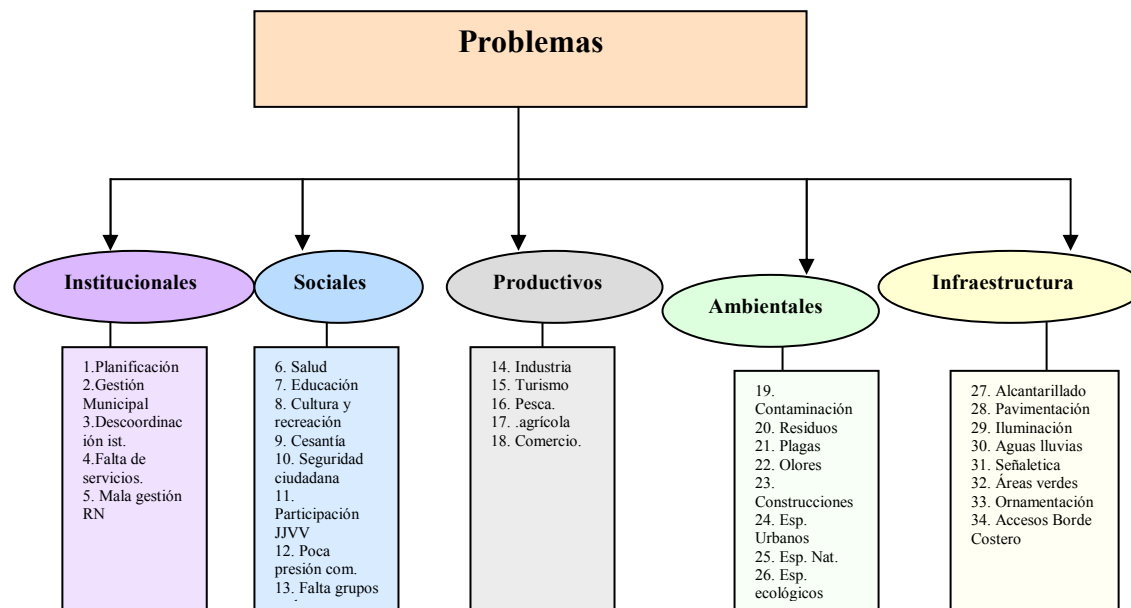 Problemas
Institucionales
1.Planificación
2.Gestión
Municipal
3.Descoordinac
ión ist.
4.Falta de
servicios.
5. Mala gestión
RN
Sociales
6. Salud
7. Educación
8. Cultura y
recreación
9. Cesantía
10. Seguridad
ciudadana
11.
Participación
JJVV
12. Poca
presión com.
13. Falta grupos
Productivos
14. Industria
15. Turismo
16. Pesca.
17. .agrícola
18. Comercio.
Ambientales
19.
Contaminación
20. Residuos
21. Plagas
22. Olores
23.
Construcciones
24. Esp.
Urbanos
25. Esp. Nat.
26. Esp.
ecológicos
Infraestructura
27. Alcantarillado
28. Pavimentación
29. Iluminación
30. Aguas lluvias
31. Señaletica
32. Áreas verdes
33. Ornamentación
34. Accesos Borde
Costero